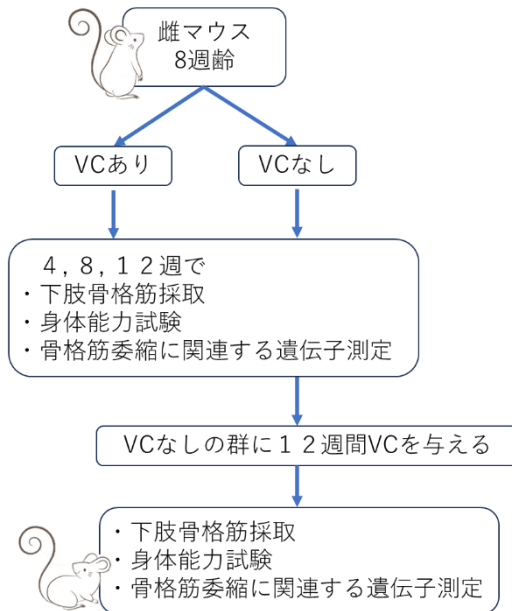 雌マウス
8週齢
VCあり
VCなし
4,8,12週で
・下肢骨格筋採取
・身体能力試験
・骨格筋委縮に関連する遺伝子測定
VCなしの群に12週間VCを与える
・下肢骨格筋採取
・身体能力試験
・骨格筋委縮に関連する遺伝子測定